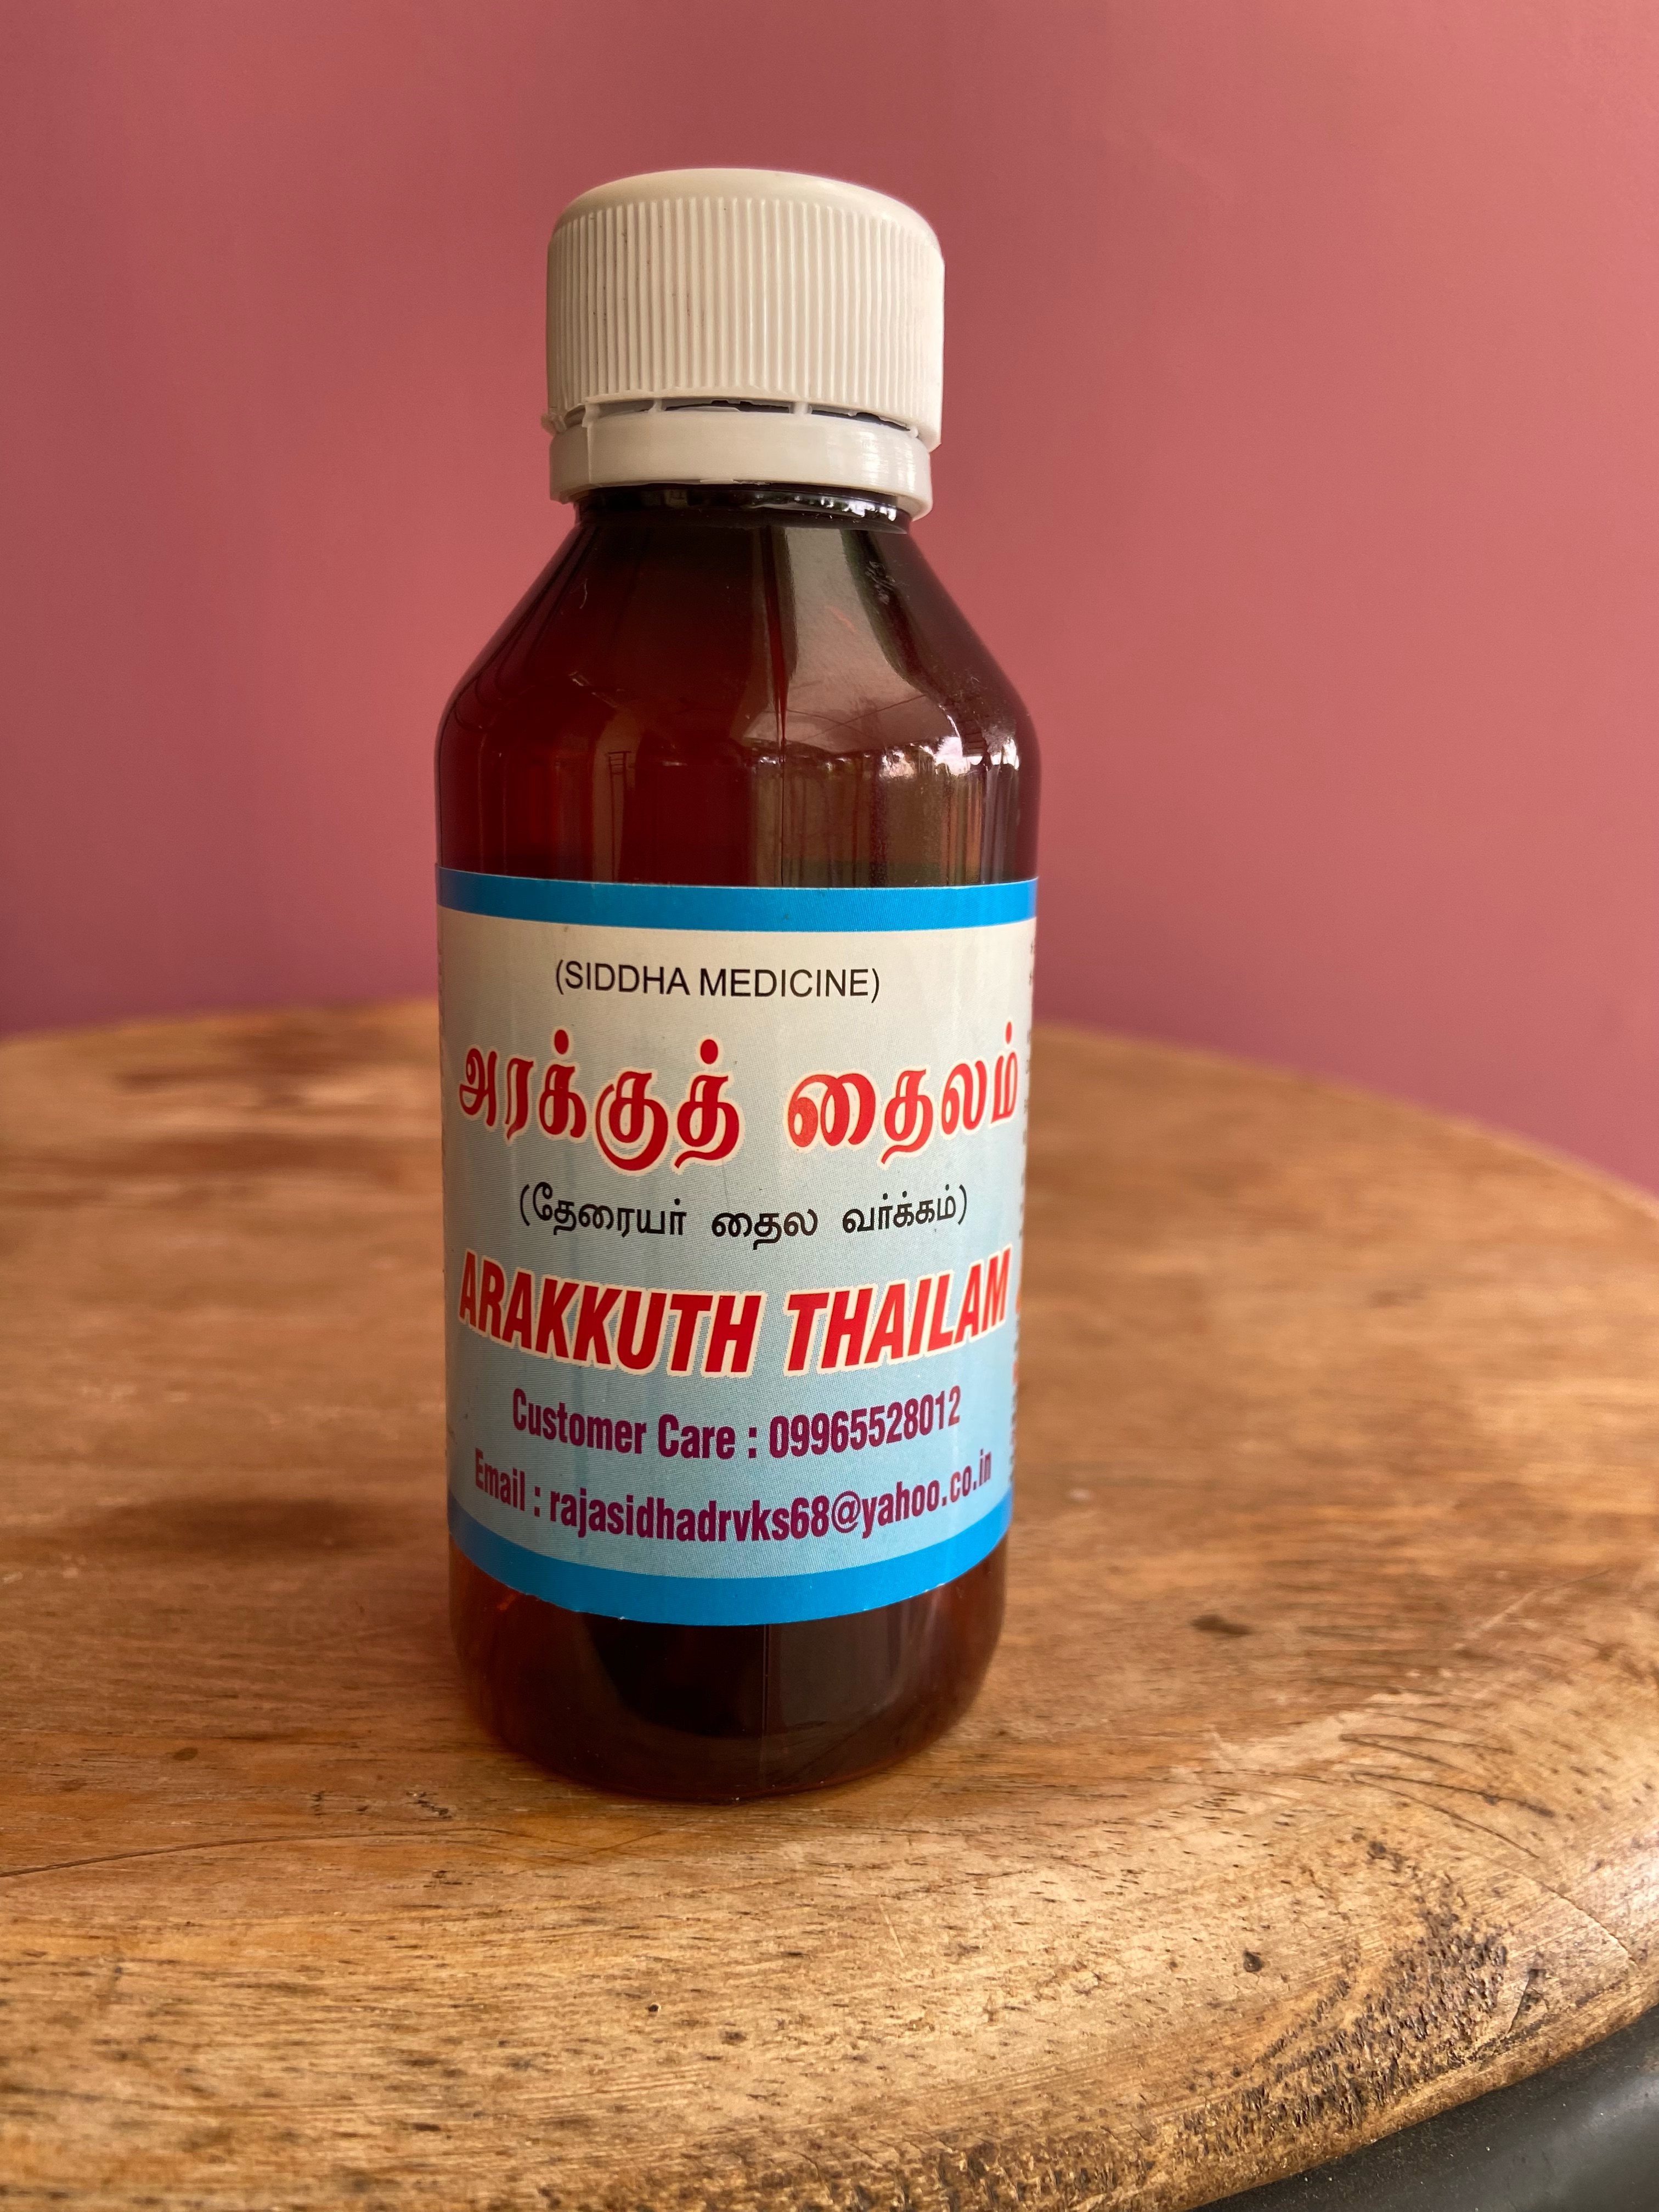 (SIDDHA MEDICINE)
அரக்குத் தைலம்
(தேரையர் தைல வர்க்கம்)
ARAKKUTH THAILAM
Customer Care : 09965528012
Email : rajasidhadrvks68@yahoo.co.in